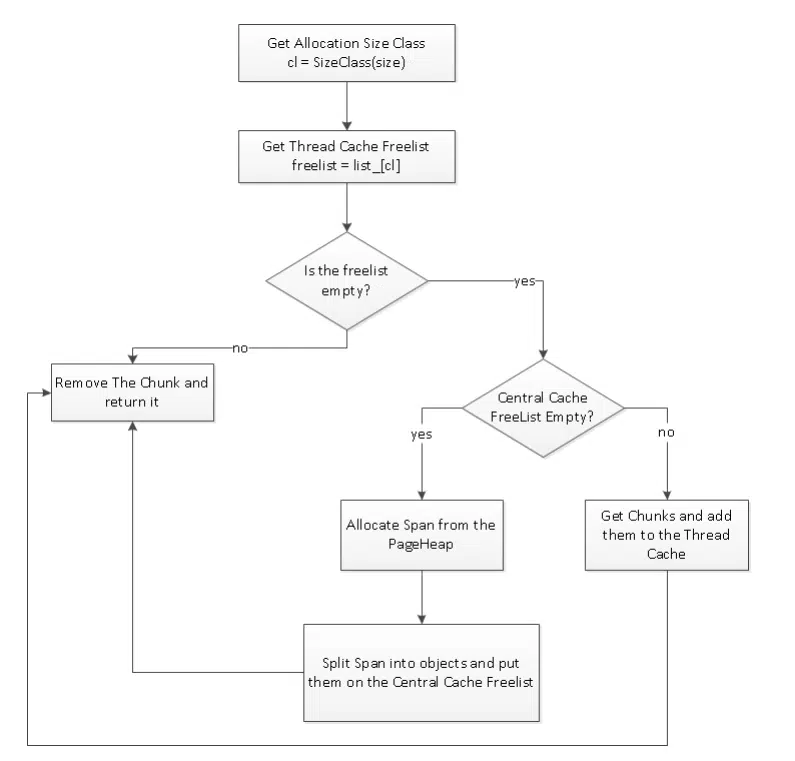 Get Allocation Size Class
cl = SizeClass(size)
Get Thread Cache Freelist
freelist = list_[cl]
Is the freelist
empty?
yes
no
Remove The Chunk and
return it
Central Cache
FreeList Empty?
yes
no
Allocate Span from the
PageHeap
Get Chunks and add
them to the Thread
Cache
Split Span into objects and put
them on the Central Cache Freelist